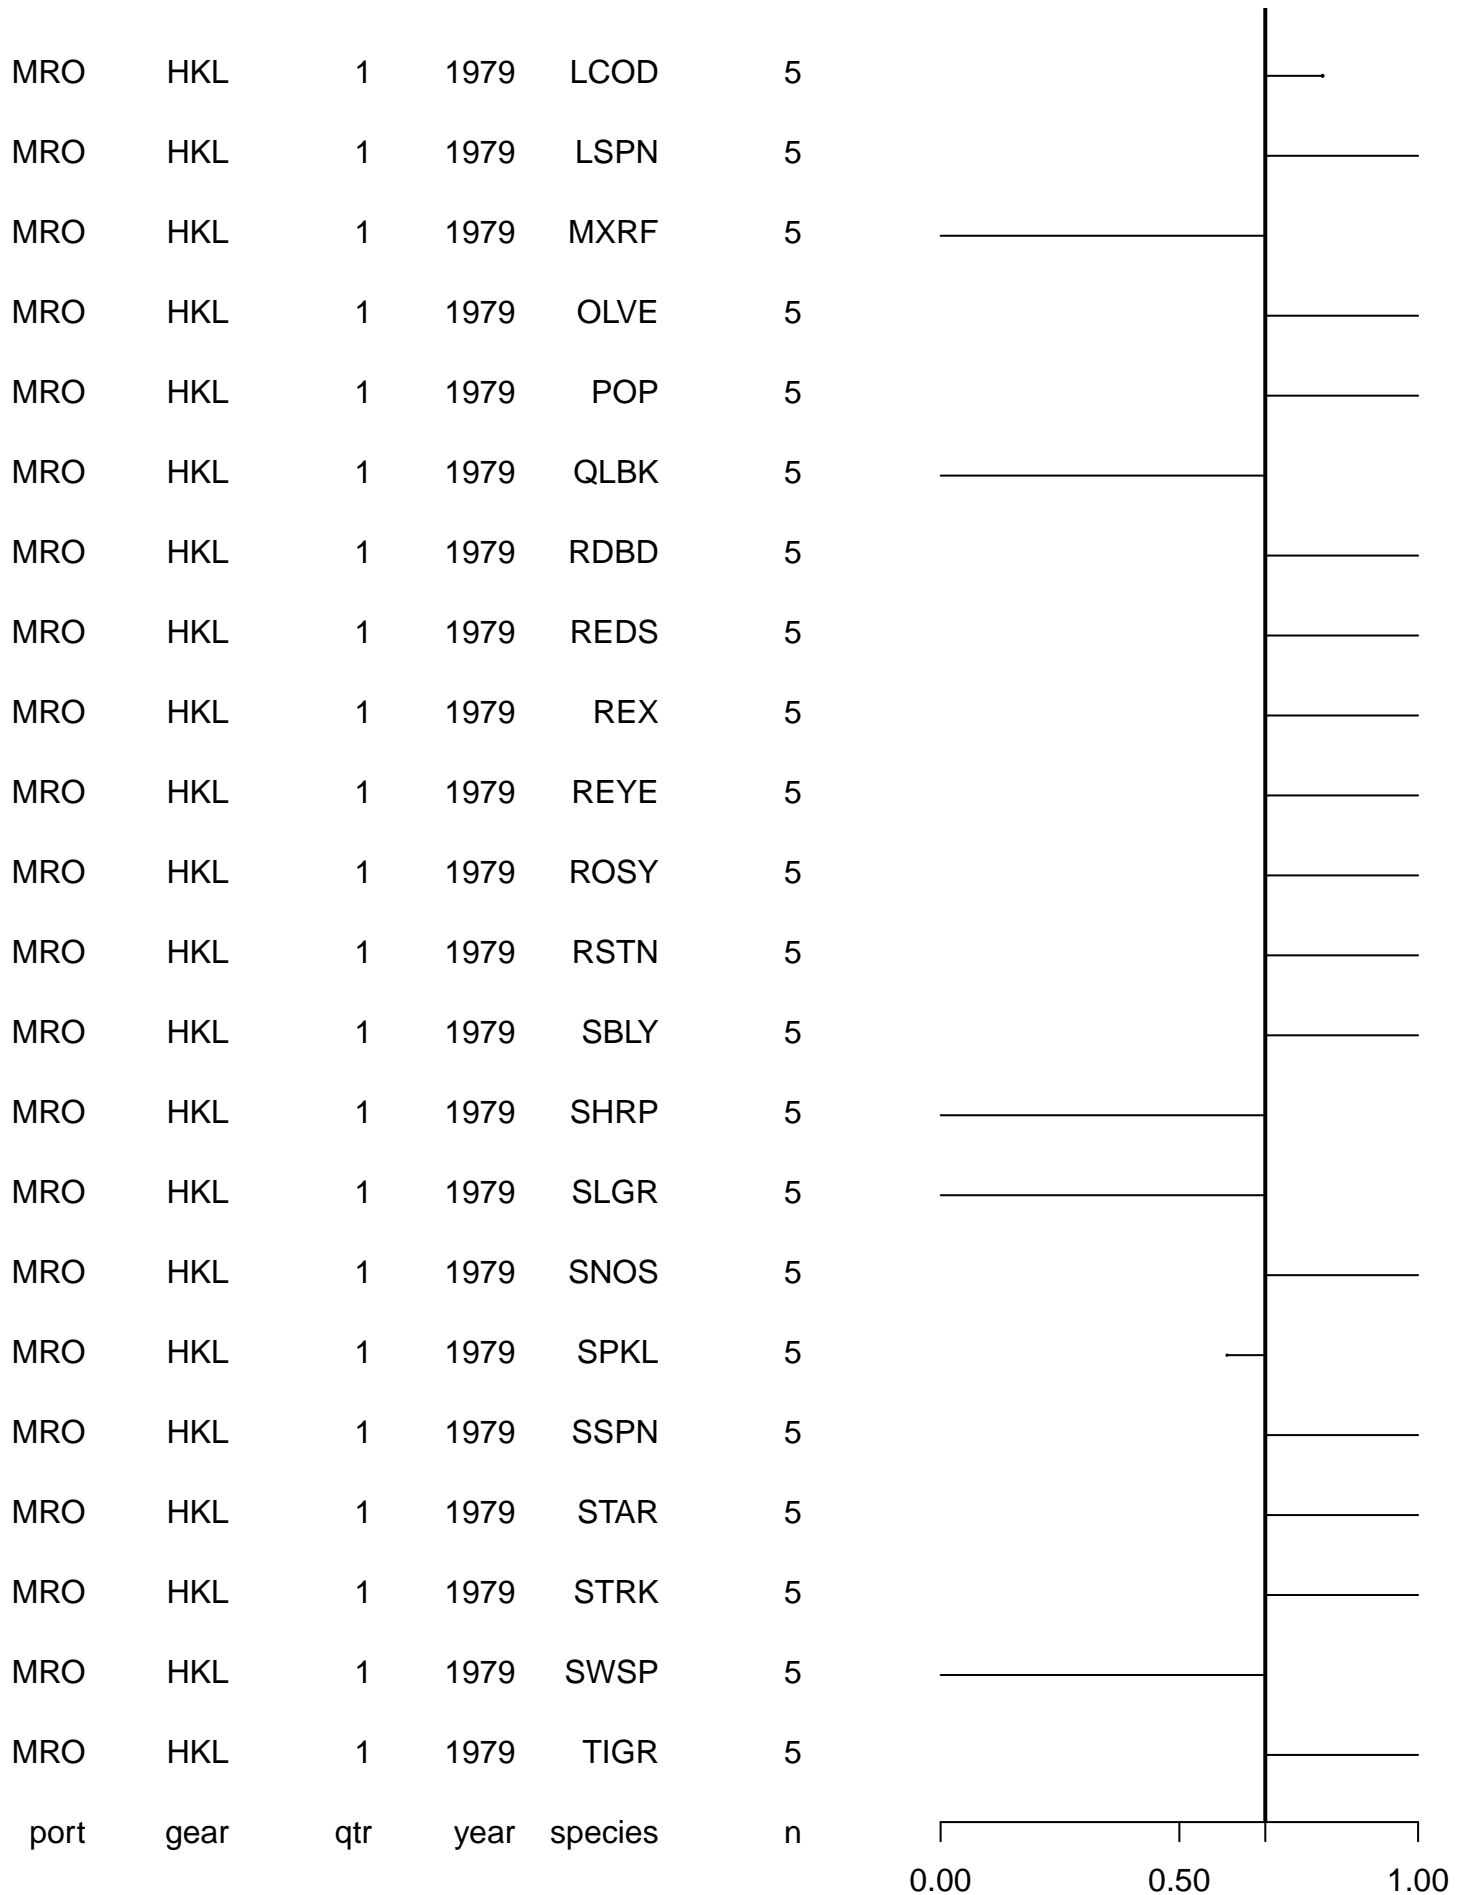 MRO HKL 1 1979 LCOD 5
MRO HKL 1 1979 LSPN 5
MRO HKL 1 1979 MXRF 5
MRO HKL 1 1979 OLVE 5
MRO HKL 1 1979 POP 5
MRO HKL 1 1979 QLBK 5
MRO HKL 1 1979 RDBD 5
MRO HKL 1 1979 REDS 5
MRO HKL 1 1979 REX 5
MRO HKL 1 1979 REYE 5
MRO HKL 1 1979 ROSY 5
MRO HKL 1 1979 RSTN 5
MRO HKL 1 1979 SBLY 5
MRO HKL 1 1979 SHRP 5
MRO HKL 1 1979 SLGR 5
MRO HKL 1 1979 SNOS 5
MRO HKL 1 1979 SPKL 5
MRO HKL 1 1979 SSPN 5
MRO HKL 1 1979 STAR 5
MRO HKL 1 1979 STRK 5
MRO HKL 1 1979 SWSP 5
MRO HKL 1 1979 TIGR 5
port gear qtr year species n
0.00 0.50 1.00